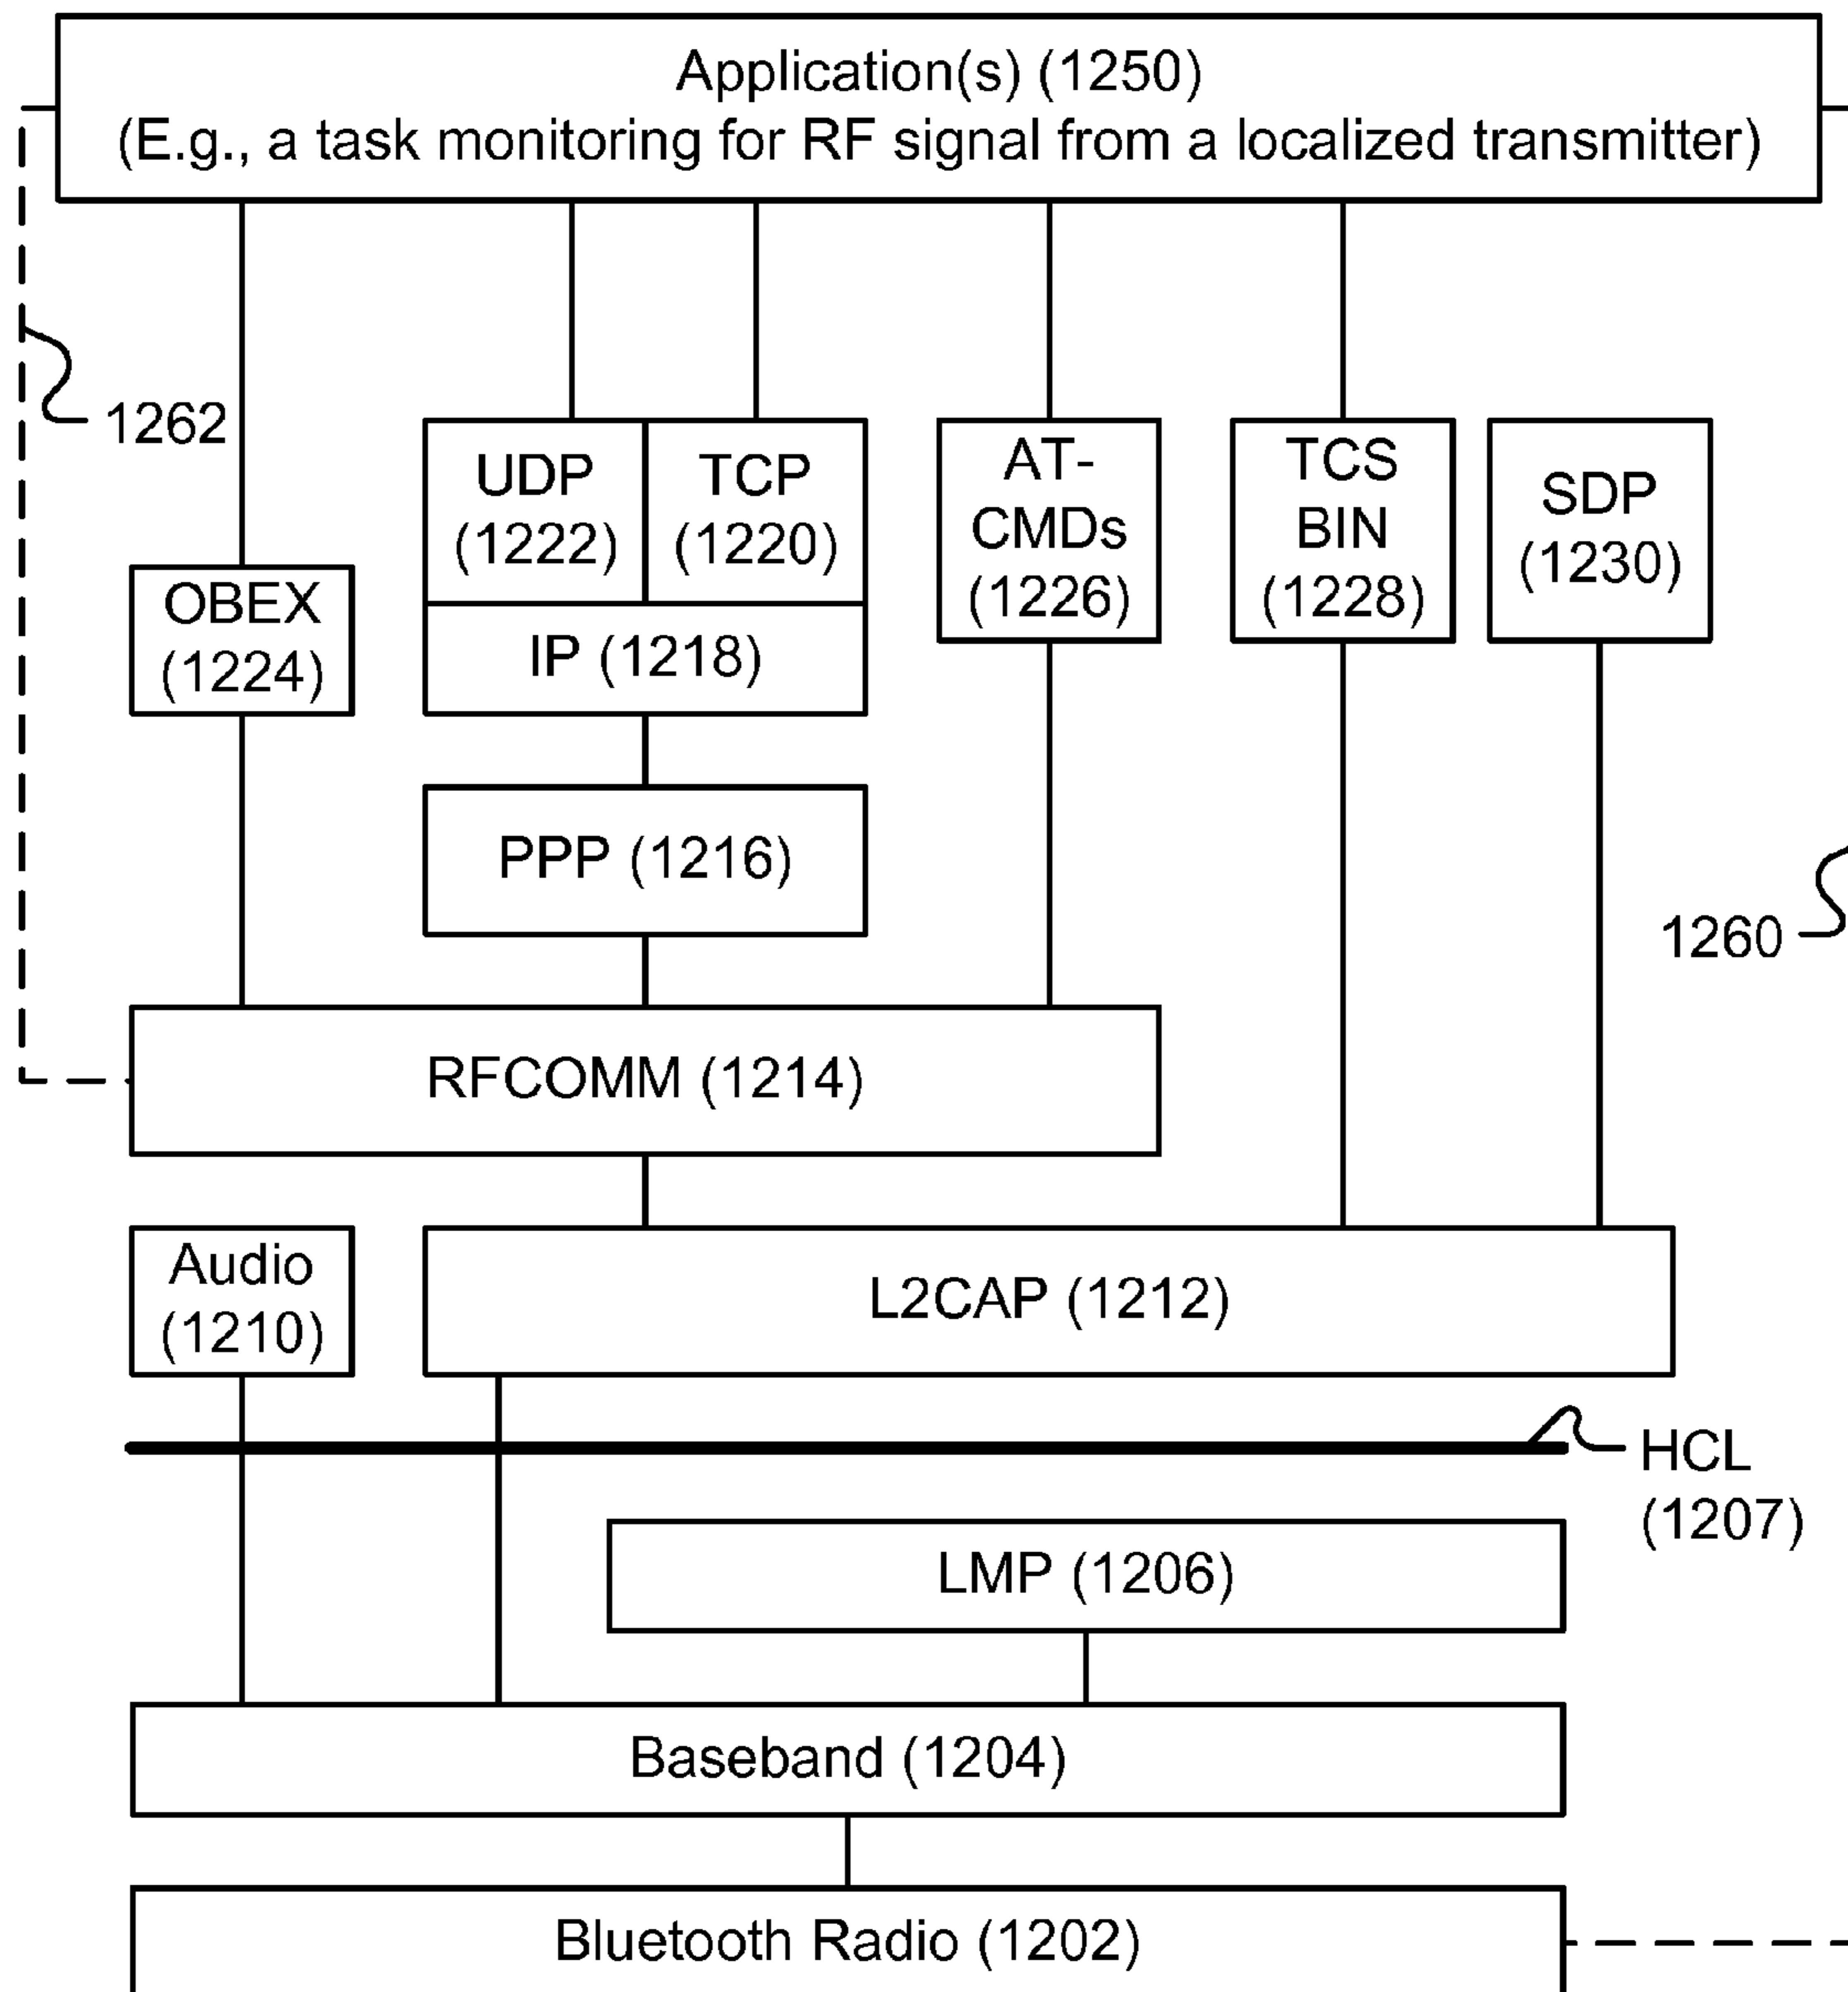 Application(s) (1250)
(E.g., a task monitoring for RF signal from a localized transmitter)
1262
UDP
(1222)
TCP
(1220)
AT-
CMDs
(1226)
TCS
BIN
(1228)
SDP
(1230)
OBEX
(1224)
IP (1218)
PPP (1216)
1260
RFCOMM (1214)
Audio
(1210)
L2CAP (1212)
HCL
(1207)
LMP (1206)
Baseband (1204)
Bluetooth Radio (1202)